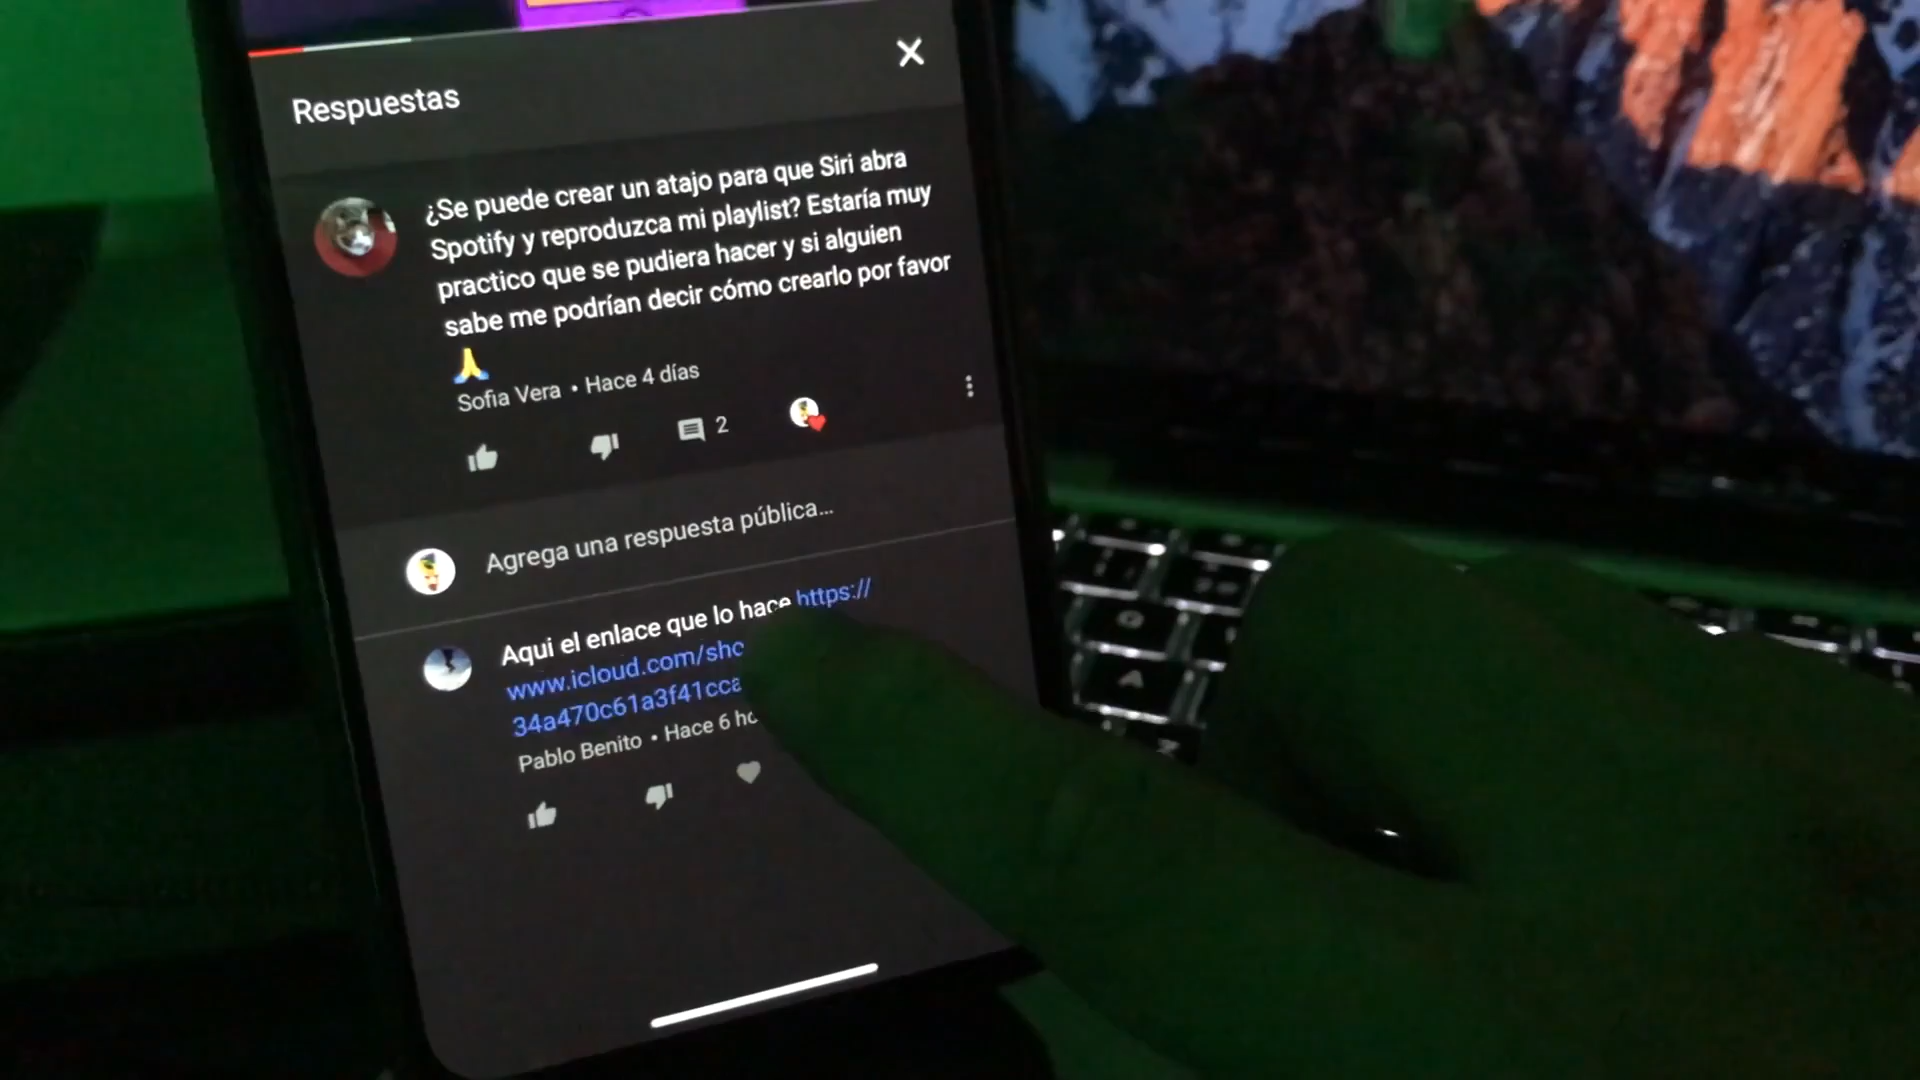 Respuestas
¿Se puede crear un atajo para que Siri abra
Spotify y reproduzca mi playlist? Estaría muy
practico que se pudiera hacer y si alguien
sabe me podrían decir cómo crearlo por favor
🙏
Sofia Vera • Hace 4 días
2
Agrega una respuesta pública...
Aqui el enlace que lo hace https://
www.icloud.com/sho
34a470c61a3f41cca
Pablo Benito • Hace 6 ho
A
Z